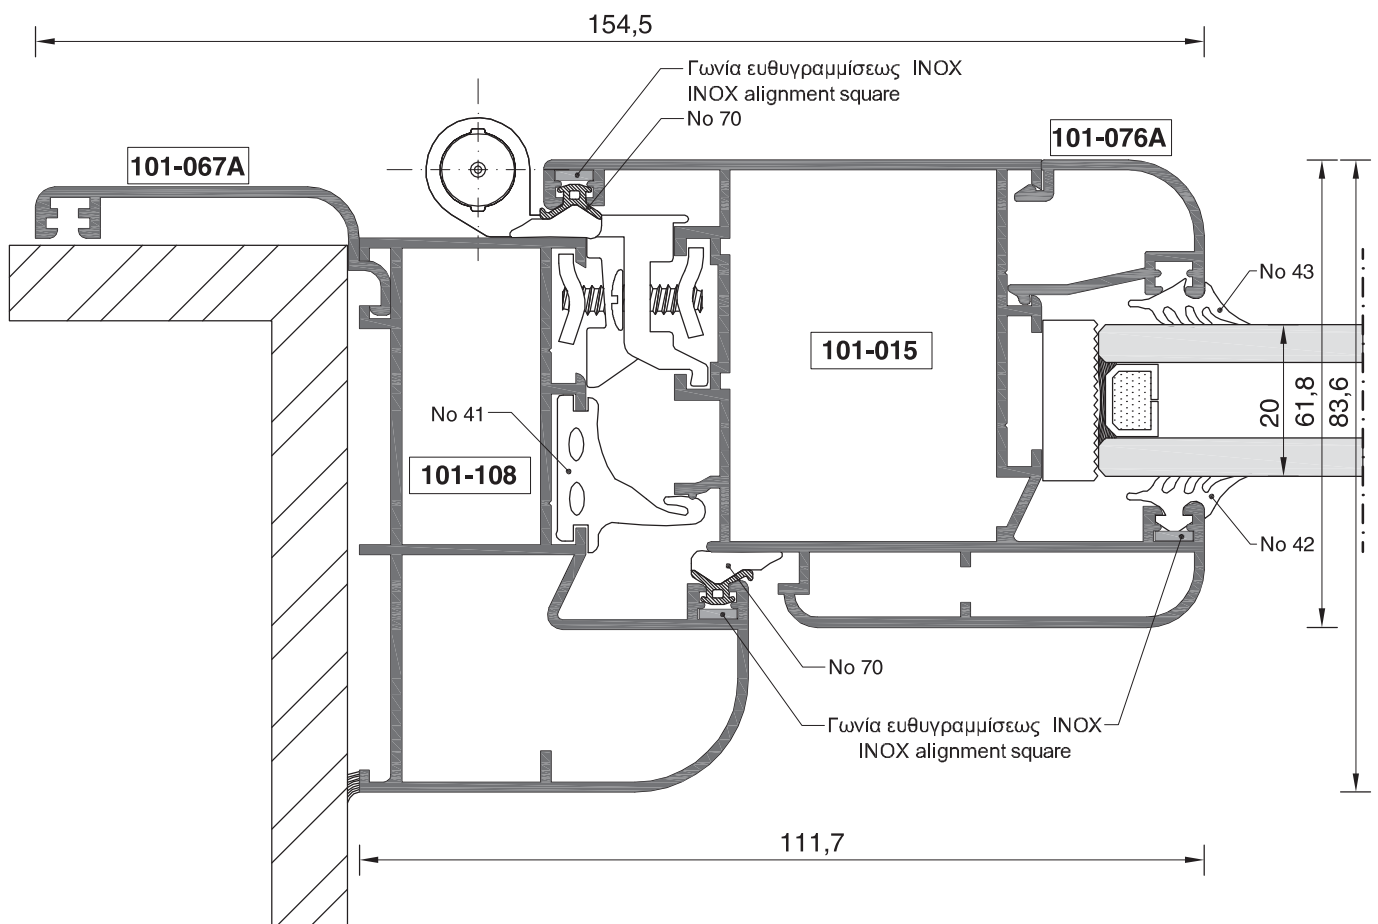 154,5
Γωνία ευθυγραμμίσεως INOX
INOX alignment square
No 70
101-067A
101-076A
No 43
101-015
20
61,8
83,6
No 41
101-108
No 42
No 70
Γωνία ευθυγραμμίσεως INOX
INOX alignment square
111,7